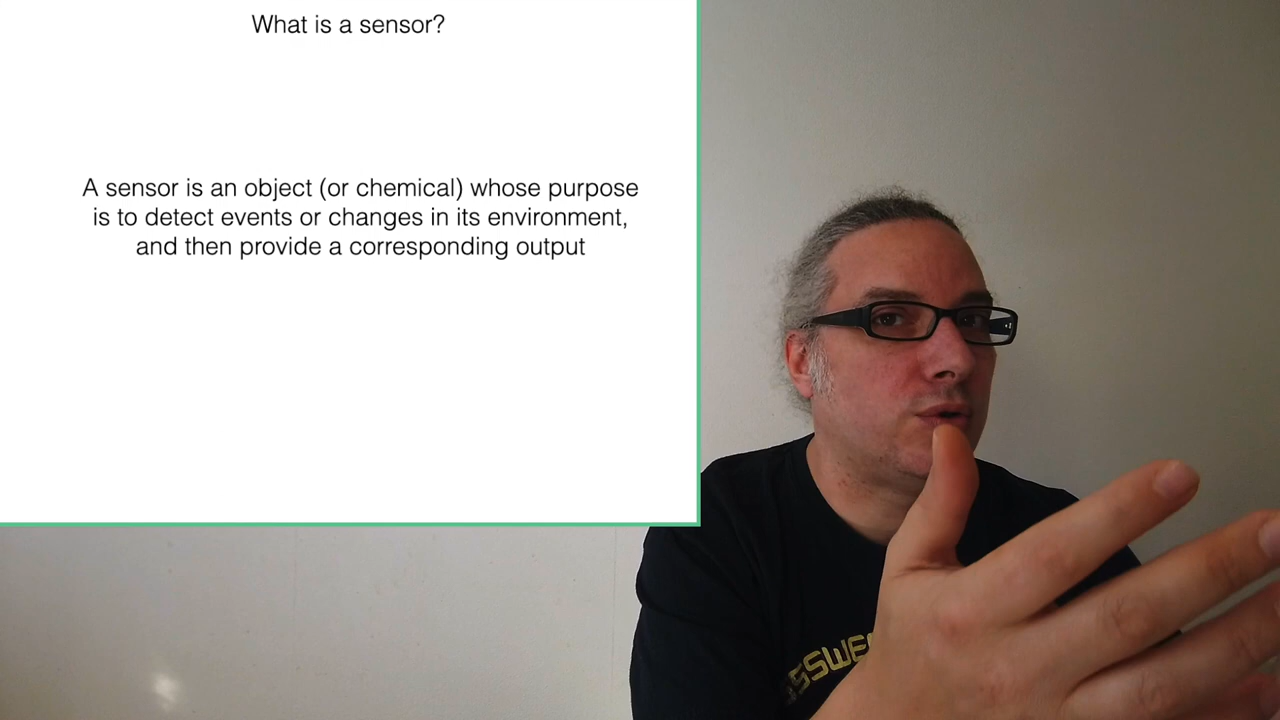 What is a sensor?
A sensor is an object (or chemical) whose purpose
is to detect events or changes in its environment,
and then provide a corresponding output